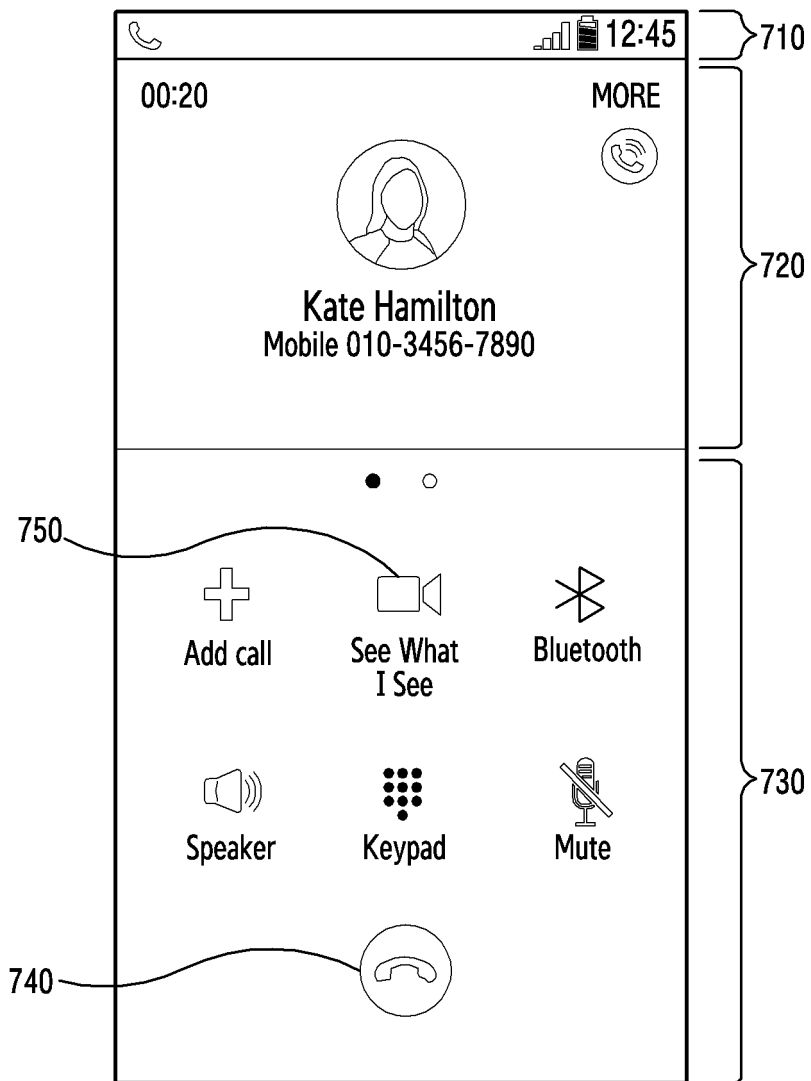 12:45
710
00:20
MORE
720
Kate Hamilton
Mobile 010-3456-7890
750
Add call
See What
I See
Bluetooth
730
Speaker
Keypad
Mute
740